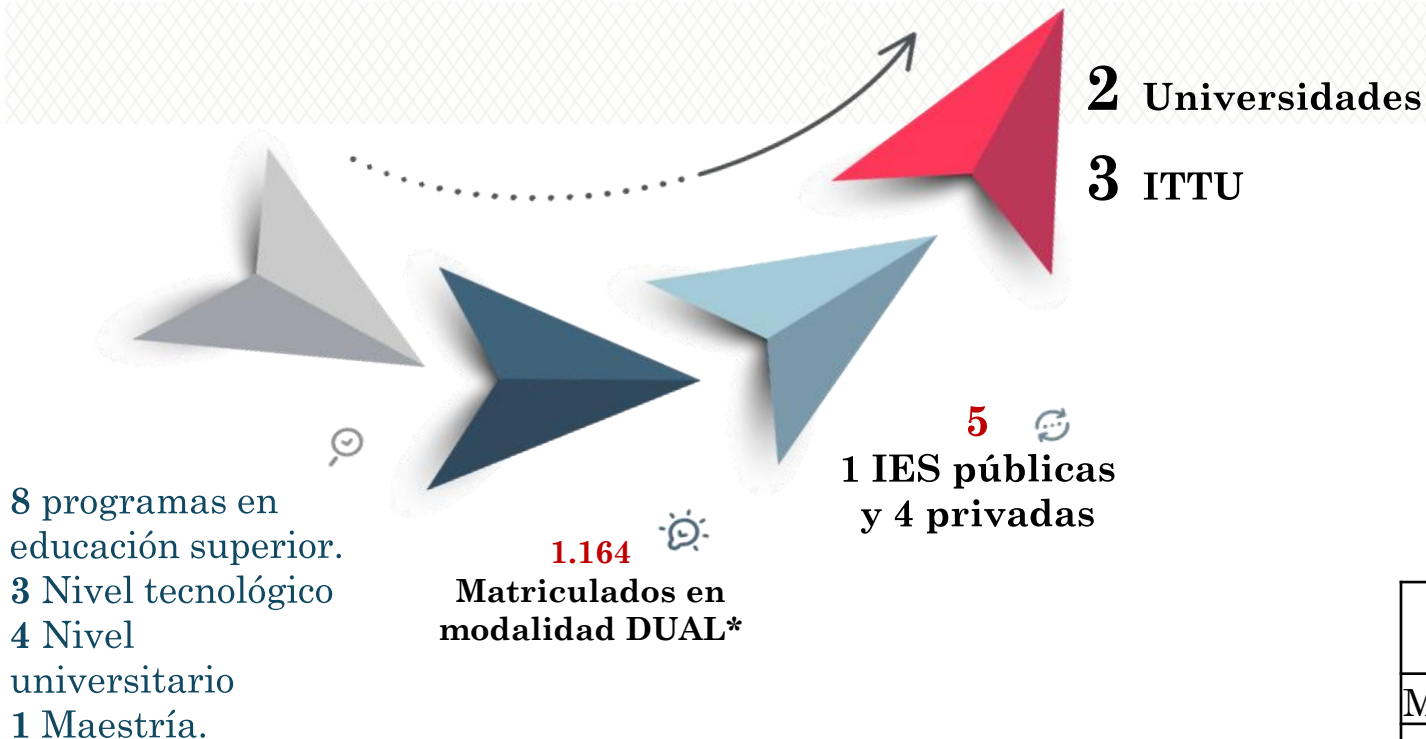 2 Universidades
3 ITTU
5
1 IES públicas
y 4 privadas
8 programas en
educación superior.
3 Nivel tecnológico
4 Nivel
universitario
1 Maestría.
1.164
Matriculados en
modalidad DUAL*
M